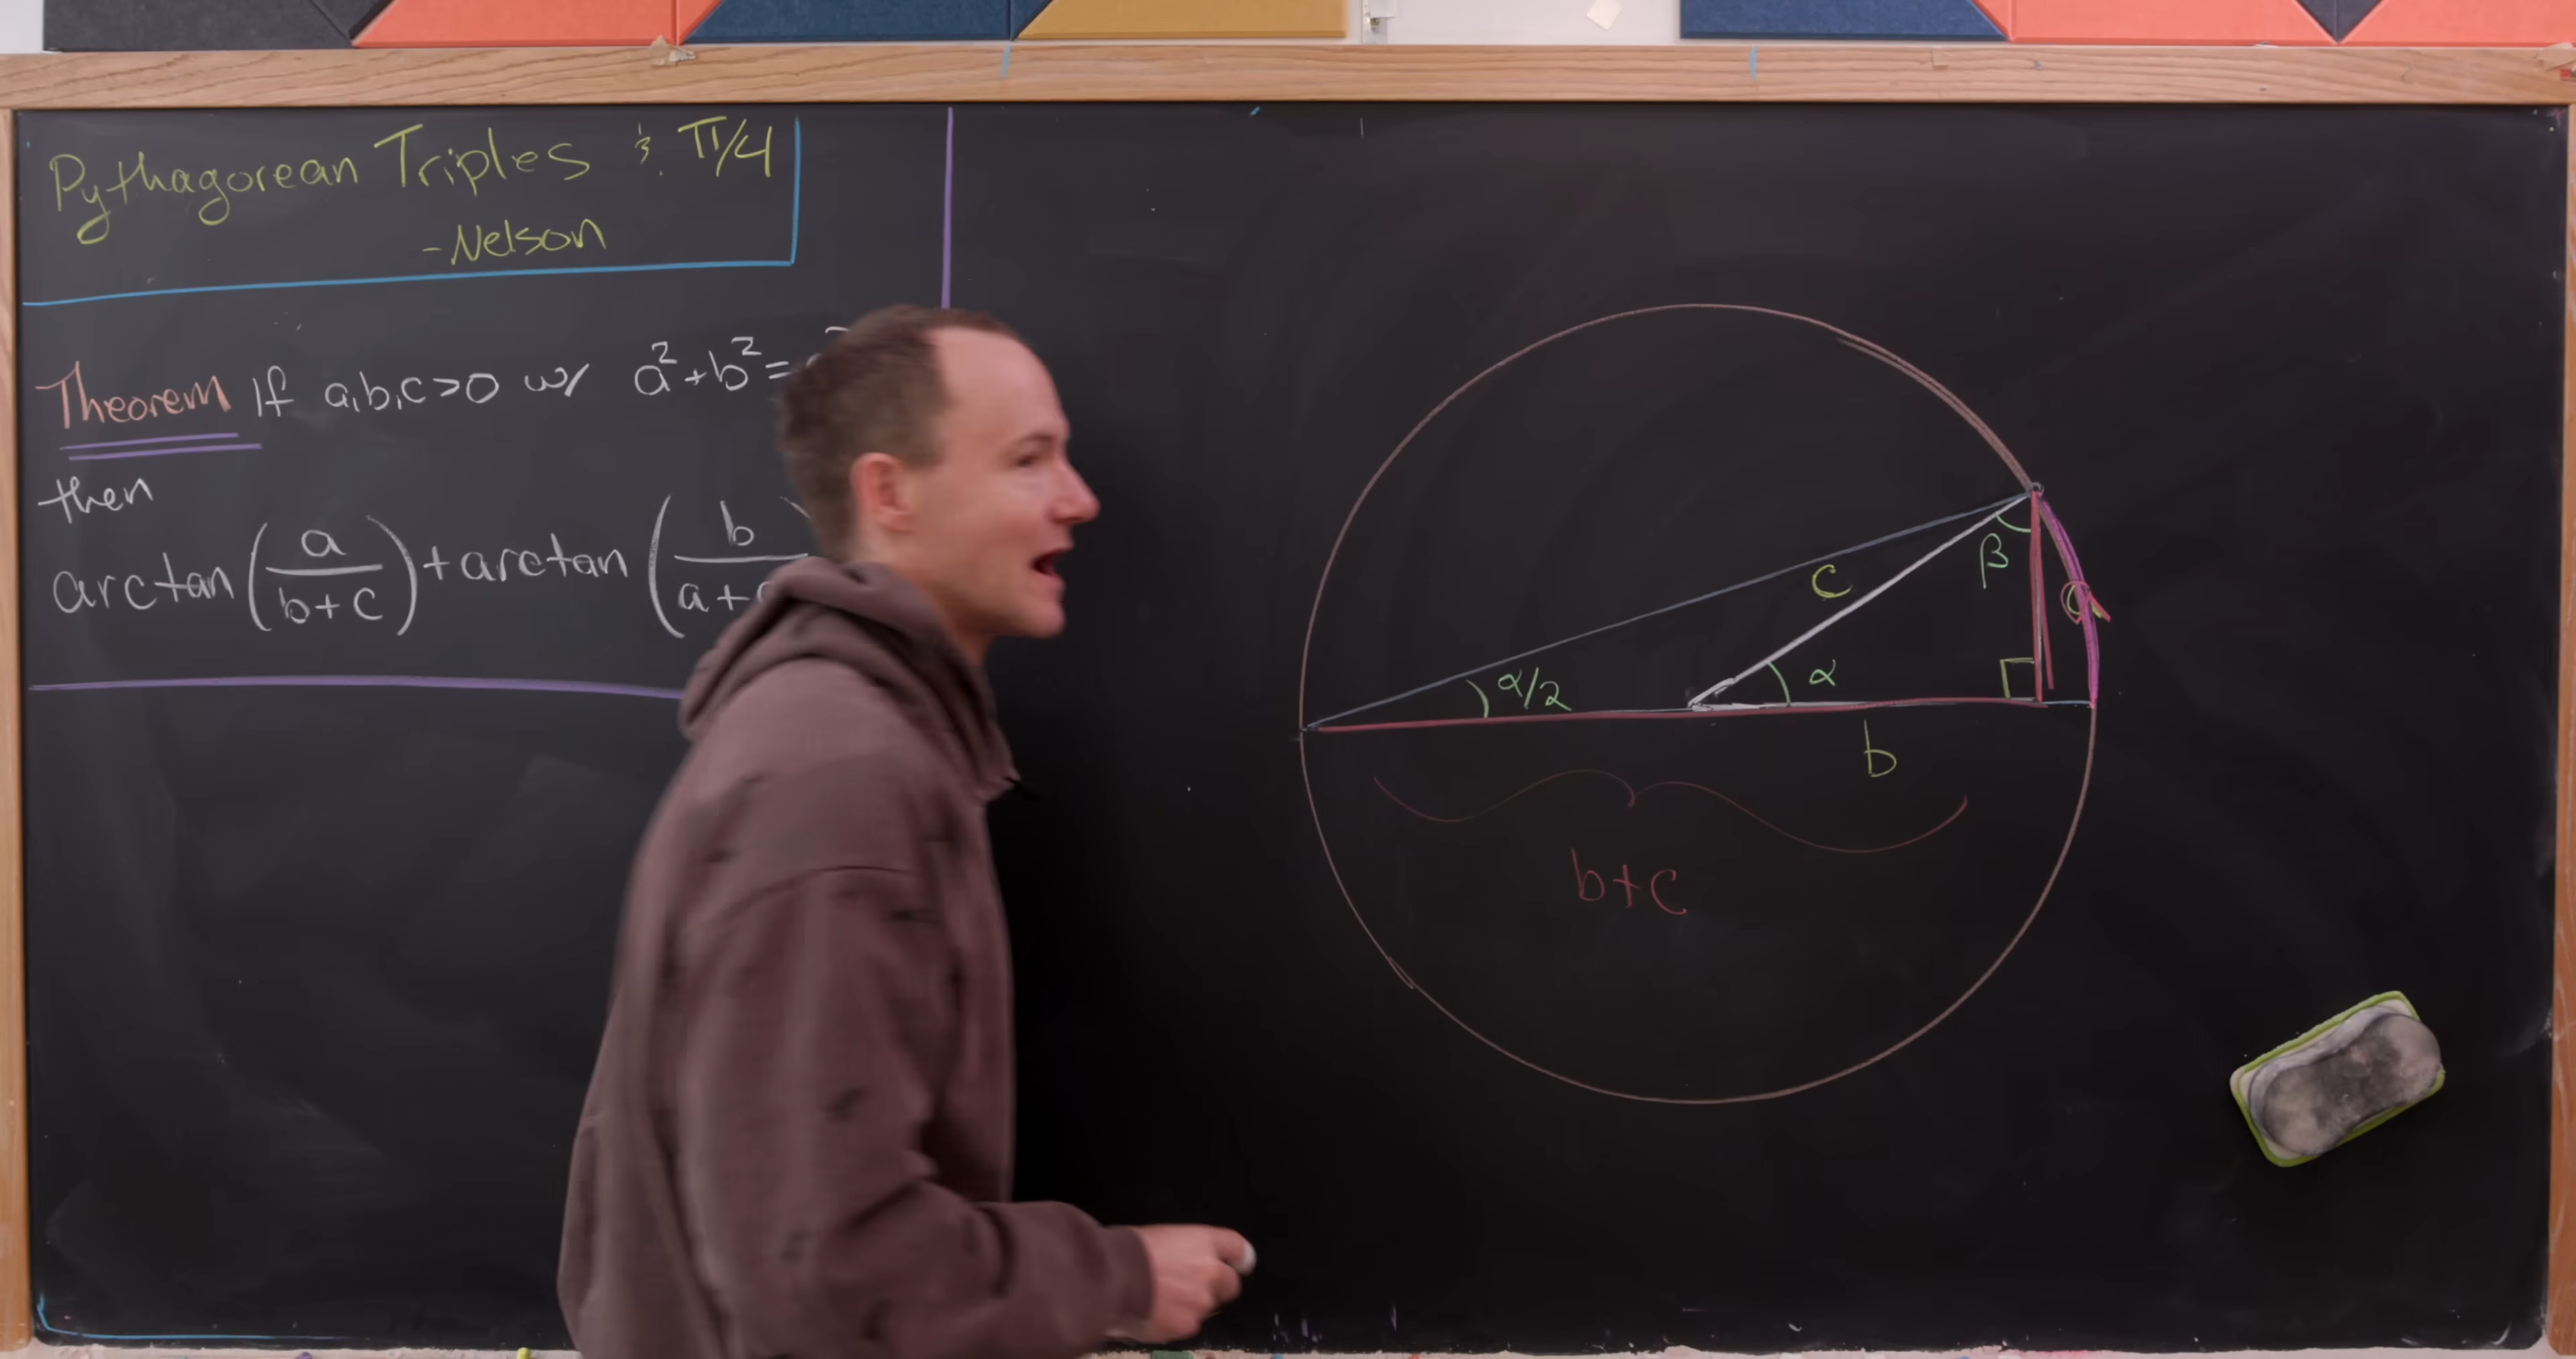 Pythagorean Triples & π/4
-Nelson
Theorem If a,b,c>0 w/ a²+b²=
then
arctan(a/(b+c))+arctan(b/(a+
c
β
a
α/2
α
b
b+c